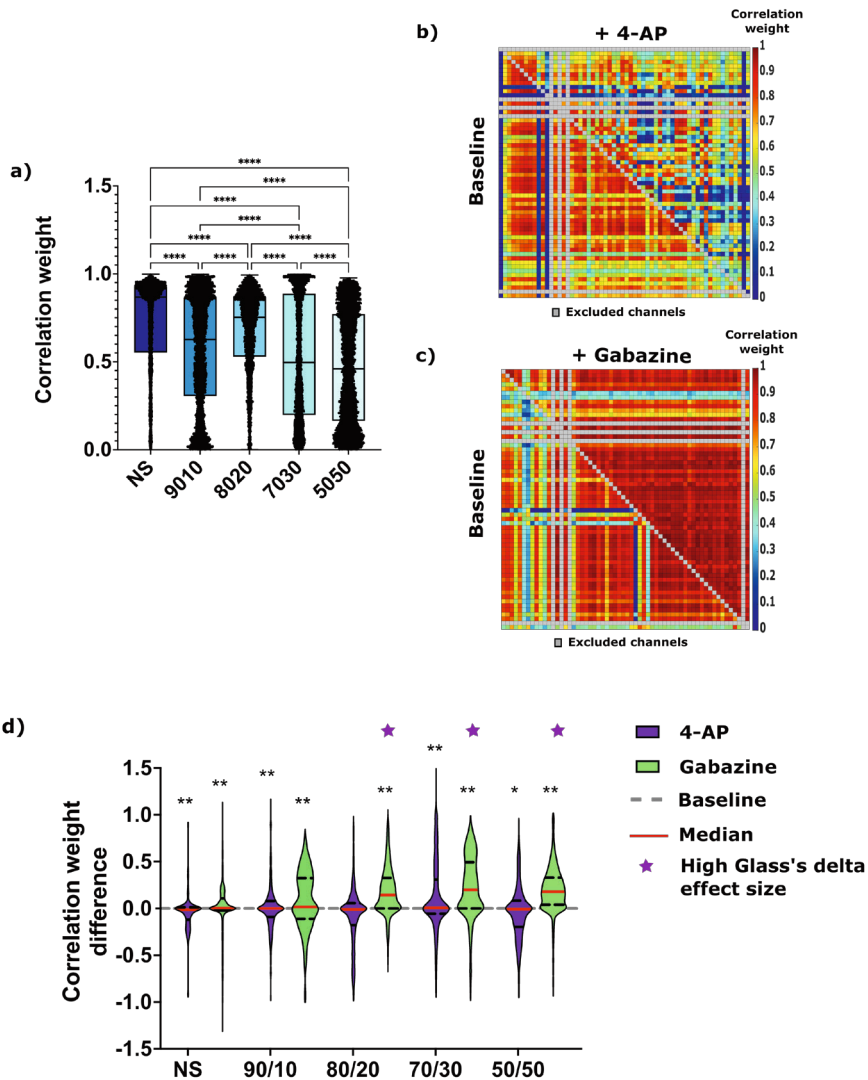 a)
****
****
****
****
****
****
****
****
****
****
Correlation weight
1.5
1.0
0.5
0.0
NS
9010
8020
7030
5050
b)
+ 4-AP
Correlation
weight
Baseline
1
0.9
0.8
0.7
0.6
0.5
0.4
0.3
0.2
0.1
0
Excluded channels
c)
+ Gabazine
Correlation
weight
Baseline
1
0.9
0.8
0.7
0.6
0.5
0.4
0.3
0.2
0.1
0
Excluded channels
d)
Correlation weight
difference
1.5
1.0
0.5
0.0
-0.5
-1.0
-1.5
**
**
**
**
**
**
**
*
**
NS
90/10
80/20
70/30
50/50
4-AP
Gabazine
Baseline
Median
High Glass's delta
effect size